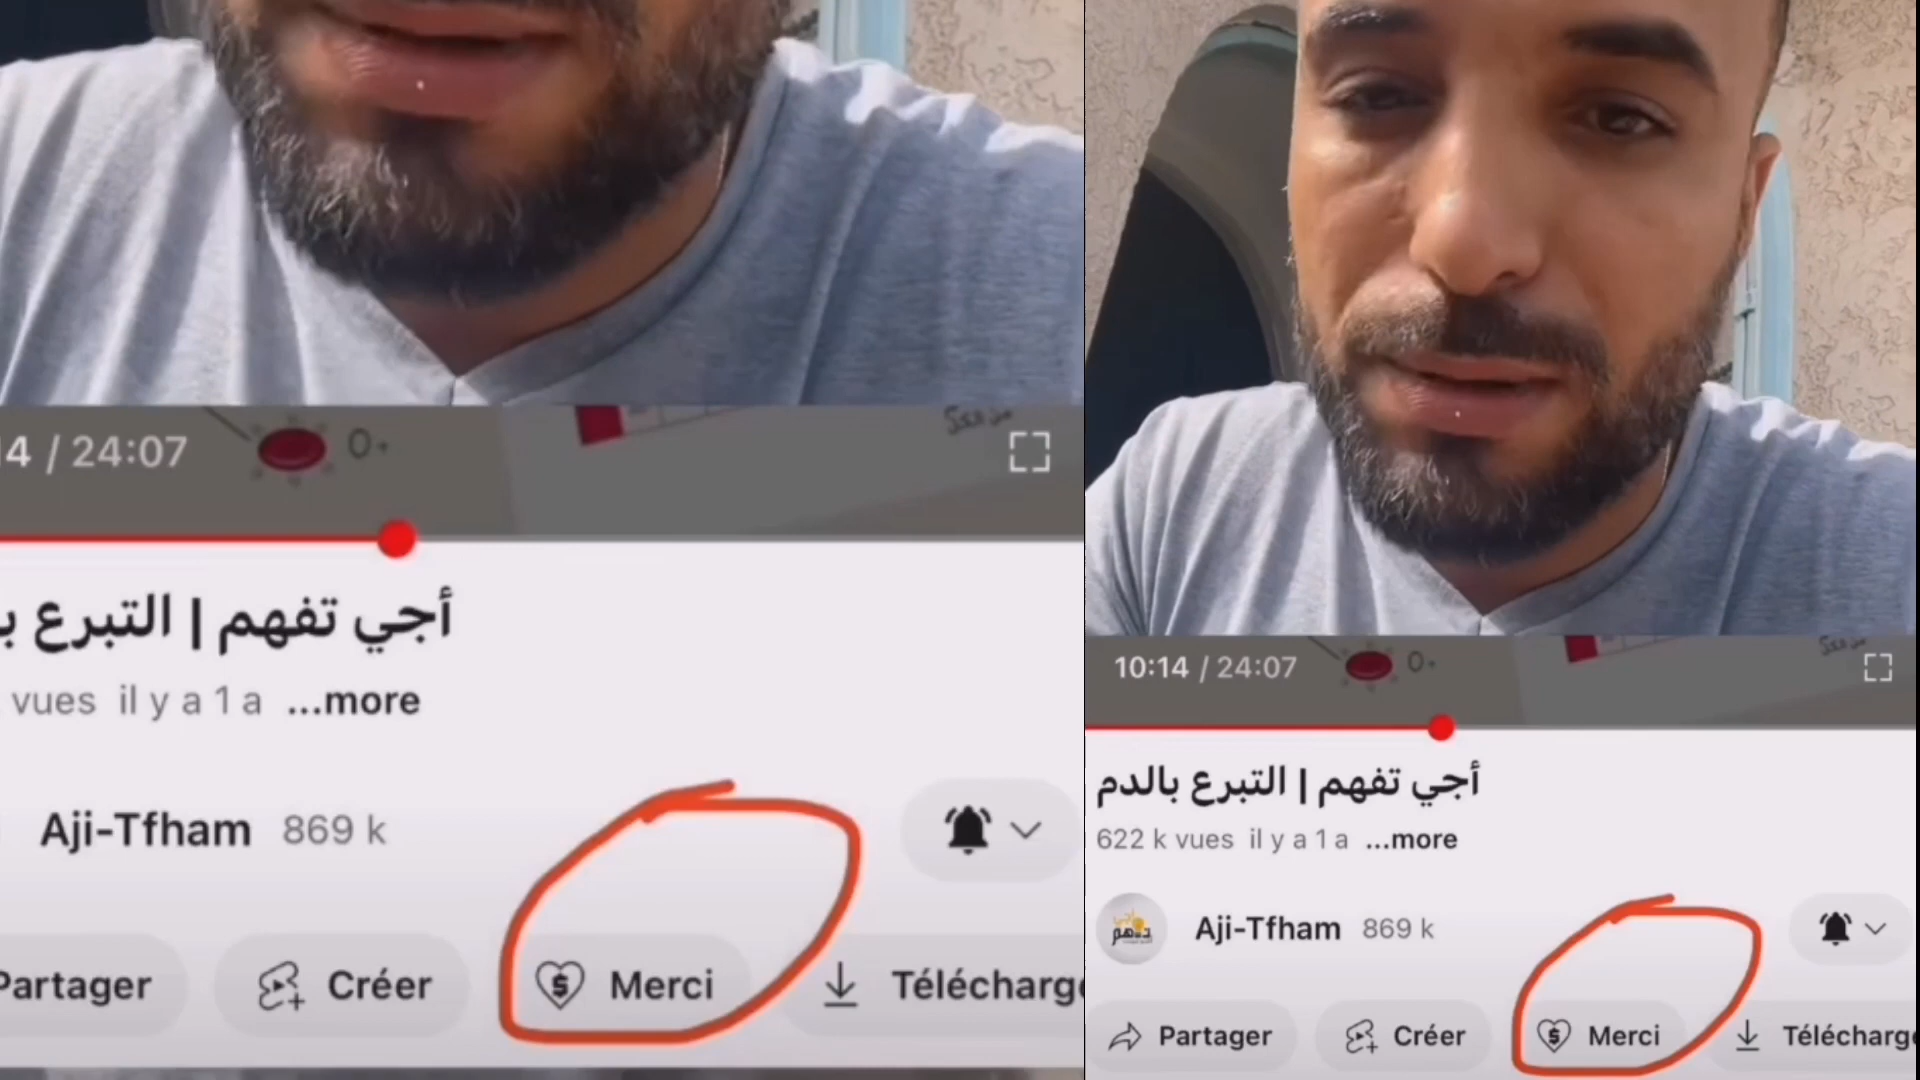 14 / 24:07
O+
أجي تفهم | التبرع ب
vues il y a 1 a ...more
Aji-Tfham 869 k
Partager
Créer
Merci
Télécharge
10:14 / 24:07
O+
أجي تفهم | التبرع بالدم
622 k vues il y a 1 a ...more
Aji-Tfham 869 k
Partager
Créer
Merci
Télécharge